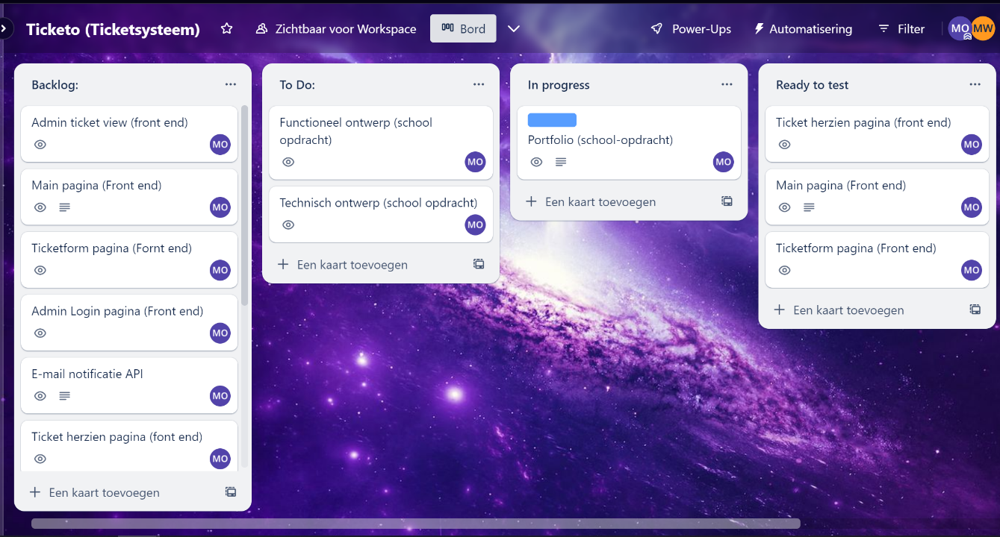 Ticketo (Ticketsysteem)
Zichtbaar voor Workspace
Bord
Power-Ups
Automatisering
Filter
MO
MW
Backlog:
Admin ticket view (front end)
MO
Main pagina (Front end)
MO
Ticketform pagina (Fornt end)
MO
Admin Login pagina (Front end)
MO
E-mail notificatie API
MO
Ticket herzien pagina (font end)
MO
Een kaart toevoegen
To Do:
Functioneel ontwerp (school
opdracht)
MO
Technisch ontwerp (school opdracht)
MO
Een kaart toevoegen
In progress
Portfolio (school-opdracht)
MO
Een kaart toevoegen
Ready to test
Ticket herzien pagina (front end)
MO
Main pagina (Front end)
MO
Ticketform pagina (Front end)
MO
Een kaart toevoegen